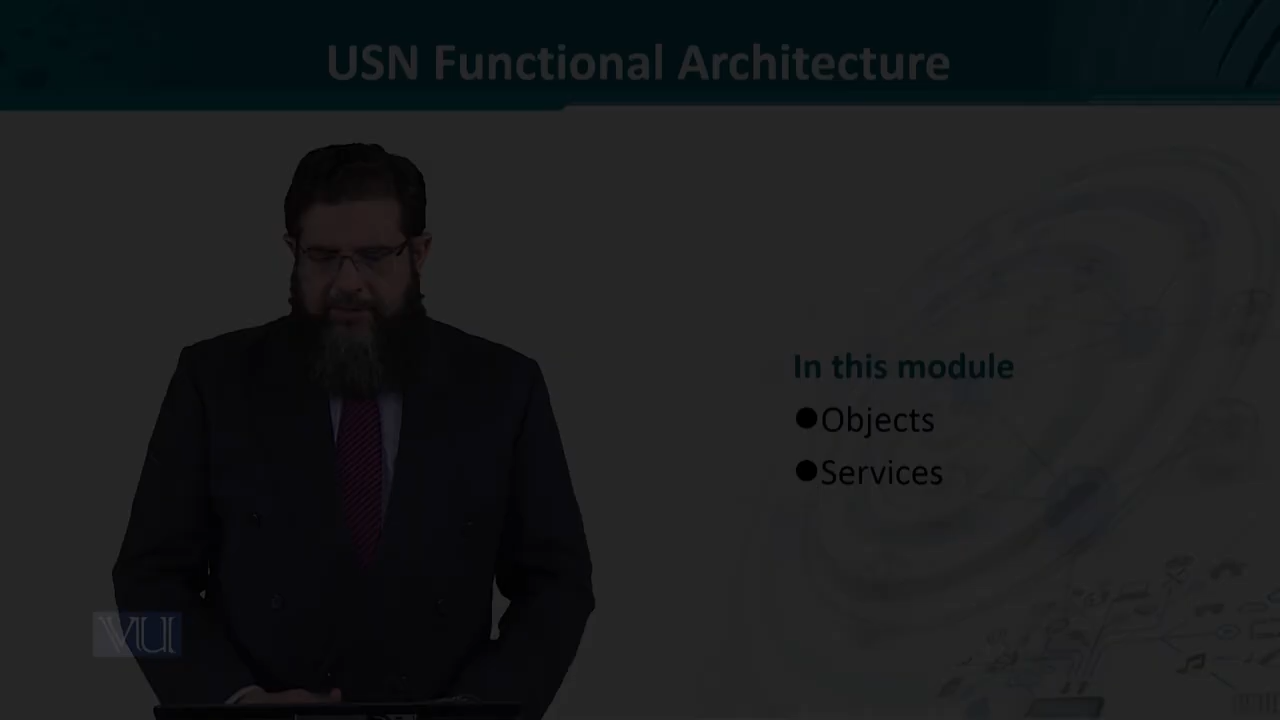 USN Functional Architecture
In this module
●Objects
●Services
VU